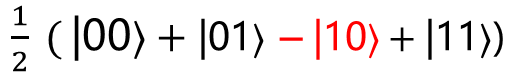 1/2 ( |00⟩ + |01⟩ − |10⟩ + |11⟩)